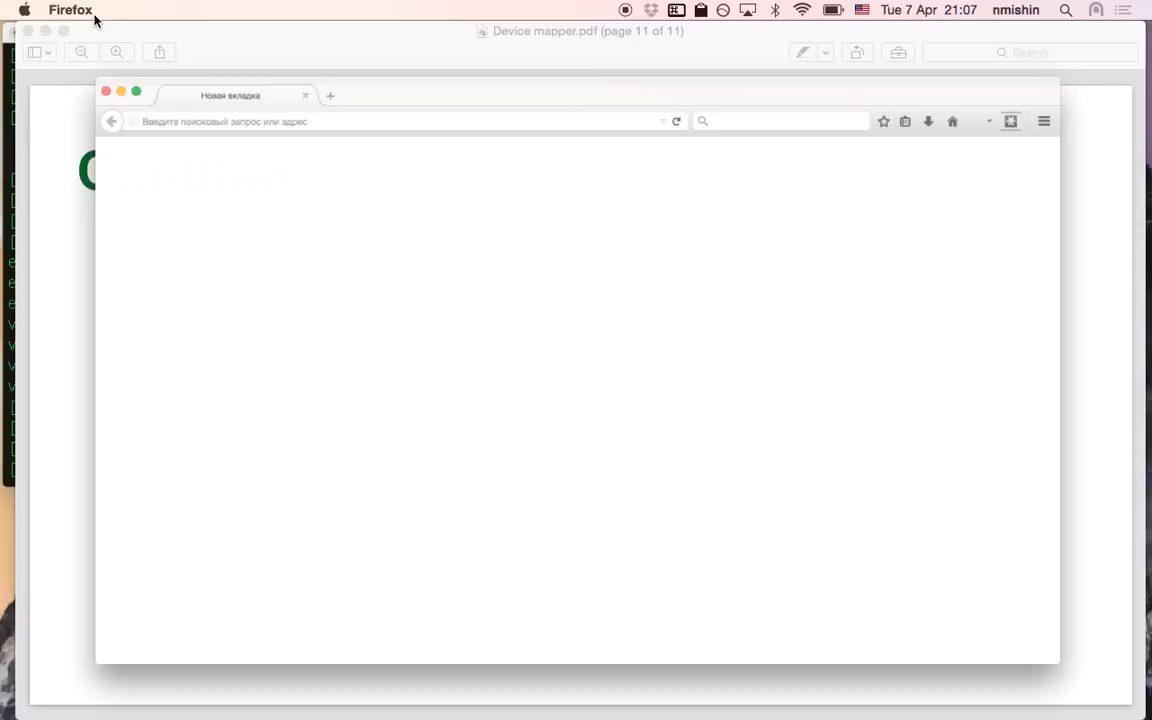 Firefox
Tue 7 Apr 21:07 nmishin
Device mapper.pdf (page 11 of 11)
Search
Новая вкладка
Введите поисковый запрос или адрес